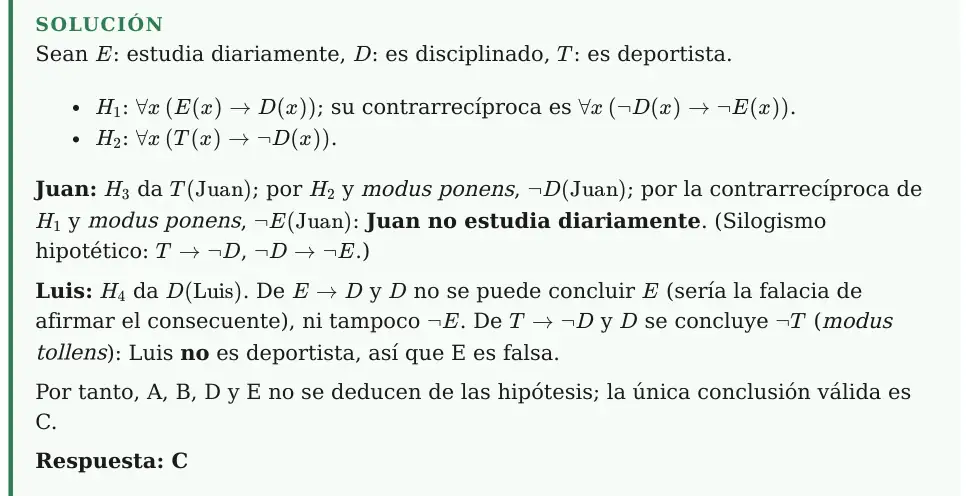 SOLUCIÓN
Sean E: estudia diariamente, D: es disciplinado, T: es deportista.
• H₁: ∀x (E(x) → D(x)); su contrarrecíproca es ∀x (¬D(x) → ¬E(x)).
• H₂: ∀x (T(x) → ¬D(x)).
Juan: H₃ da T(Juan); por H₂ y modus ponens, ¬D(Juan); por la contrarrecíproca de
H₁ y modus ponens, ¬E(Juan): Juan no estudia diariamente. (Silogismo
hipotético: T → ¬D, ¬D → ¬E.)
Luis: H₄ da D(Luis). De E → D y D no se puede concluir E (sería la falacia de
afirmar el consecuente), ni tampoco ¬E. De T → ¬D y D se concluye ¬T (modus
tollens): Luis no es deportista, así que E es falsa.
Por tanto, A, B, D y E no se deducen de las hipótesis; la única conclusión válida es
C.
Respuesta: C